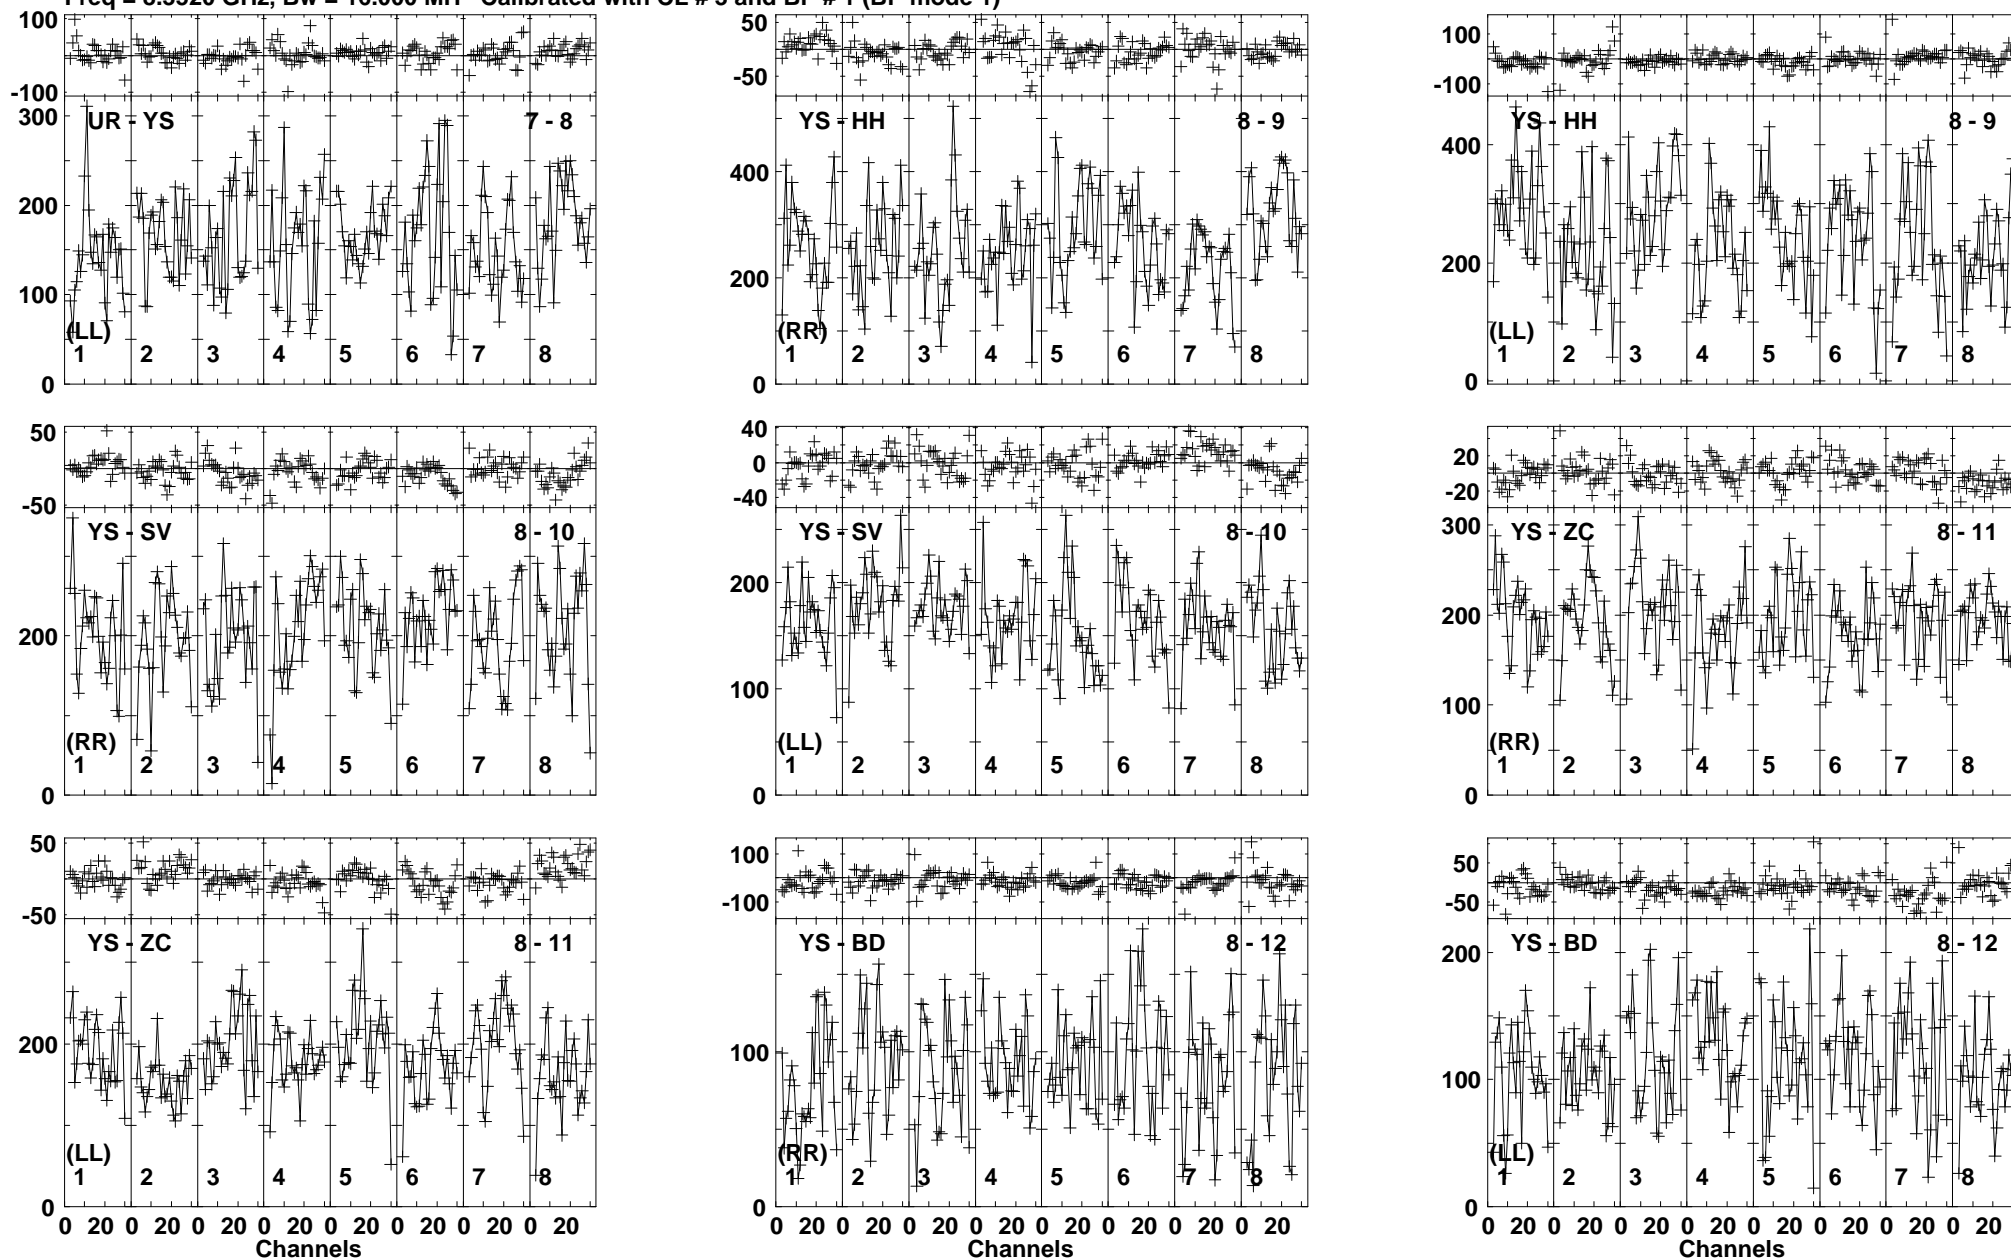 Calibrated with CL # 3 and BP # 1 (BP mode 1)
100 50 100
-100 -50 -100
300 UR - YS 7 - 8 YS - HH 8 - 9 YS - HH 8 - 9
400 400
200
200 200
100
(LL) (RR) (LL)
1 2 3 4 5 6 7 8 1 2 3 4 5 6 7 8 1 2 3 4 5 6 7 8
0 0 0
50 40 20
0
-50 -40 -20
YS - SV 8 - 10 YS - SV 8 - 10 YS - ZC 8 - 11
300
200 200 200
100 100
(RR) (LL) (RR)
1 2 3 4 5 6 7 8 1 2 3 4 5 6 7 8 1 2 3 4 5 6 7 8
0 0 0
50 100 50
-50 -100 -50
YS - ZC 8 - 11 YS - BD 8 - 12 YS - BD 8 - 12
200
200 100 100
(LL) (RR) (LL)
1 2 3 4 5 6 7 8 1 2 3 4 5 6 7 8 1 2 3 4 5 6 7 8
0 0 0
0 20 0 20 0 20 0 20 0 20 0 20 0 20 0 20 0 20 0 20 0 20 0 20 0 20 0 20 0 20 0 20 0 20 0 20 0 20 0 20 0 20 0 20 0 20 0 20
Channels Channels Channels